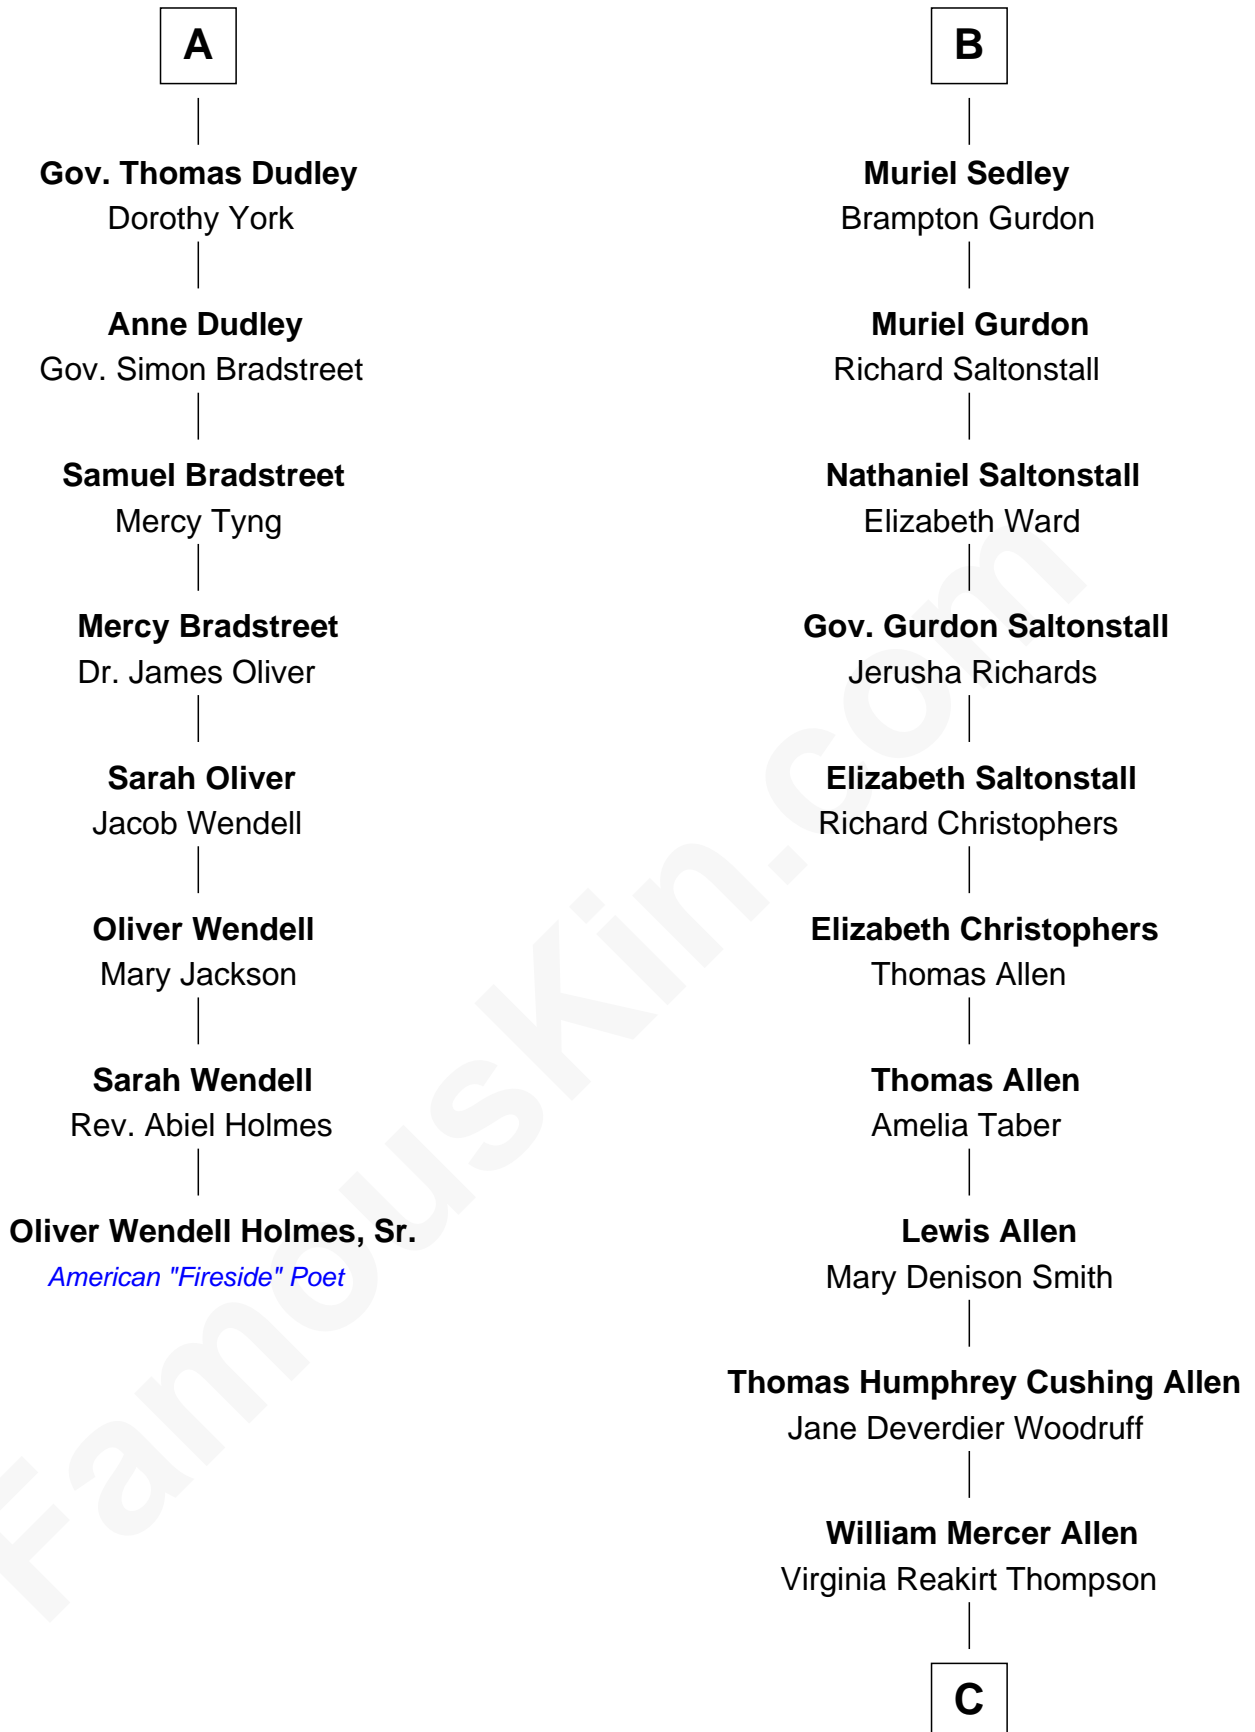 A
Gov. Thomas Dudley
Dorothy York
Anne Dudley
Gov. Simon Bradstreet
Samuel Bradstreet
Mercy Tyng
Mercy Bradstreet
Dr. James Oliver
Sarah Oliver
Jacob Wendell
Oliver Wendell
Mary Jackson
Sarah Wendell
Rev. Abiel Holmes
Oliver Wendell Holmes, Sr.
American "Fireside" Poet
B
Muriel Sedley
Brampton Gurdon
Muriel Gurdon
Richard Saltonstall
Nathaniel Saltonstall
Elizabeth Ward
Gov. Gurdon Saltonstall
Jerusha Richards
Elizabeth Saltonstall
Richard Christophers
Elizabeth Christophers
Thomas Allen
Thomas Allen
Amelia Taber
Lewis Allen
Mary Denison Smith
Thomas Humphrey Cushing Allen
Jane Deverdier Woodruff
William Mercer Allen
Virginia Reakirt Thompson
C
FamousKin.com